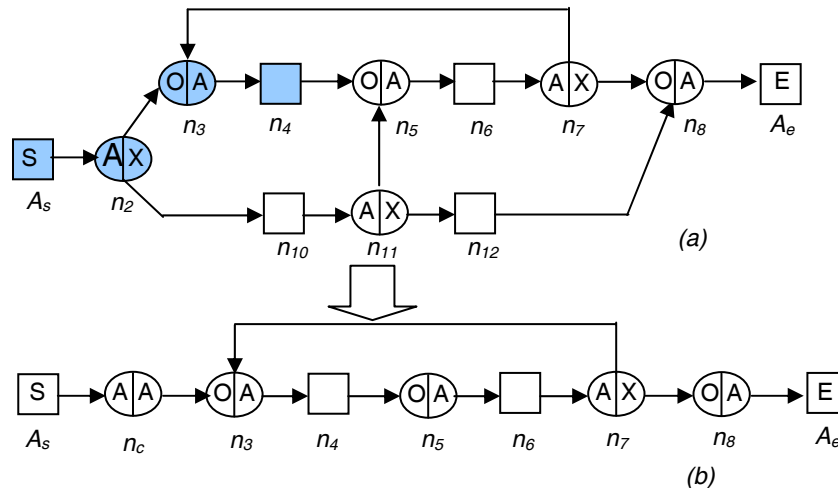 O A
n3
n4
O A
n5
n6
A X
n7
O A
n8
E
Ae
S
As
A X
n2
n10
A X
n11
n12
(a)
S
As
A A
nc
O A
n3
n4
O A
n5
n6
A X
n7
O A
n8
E
Ae
(b)